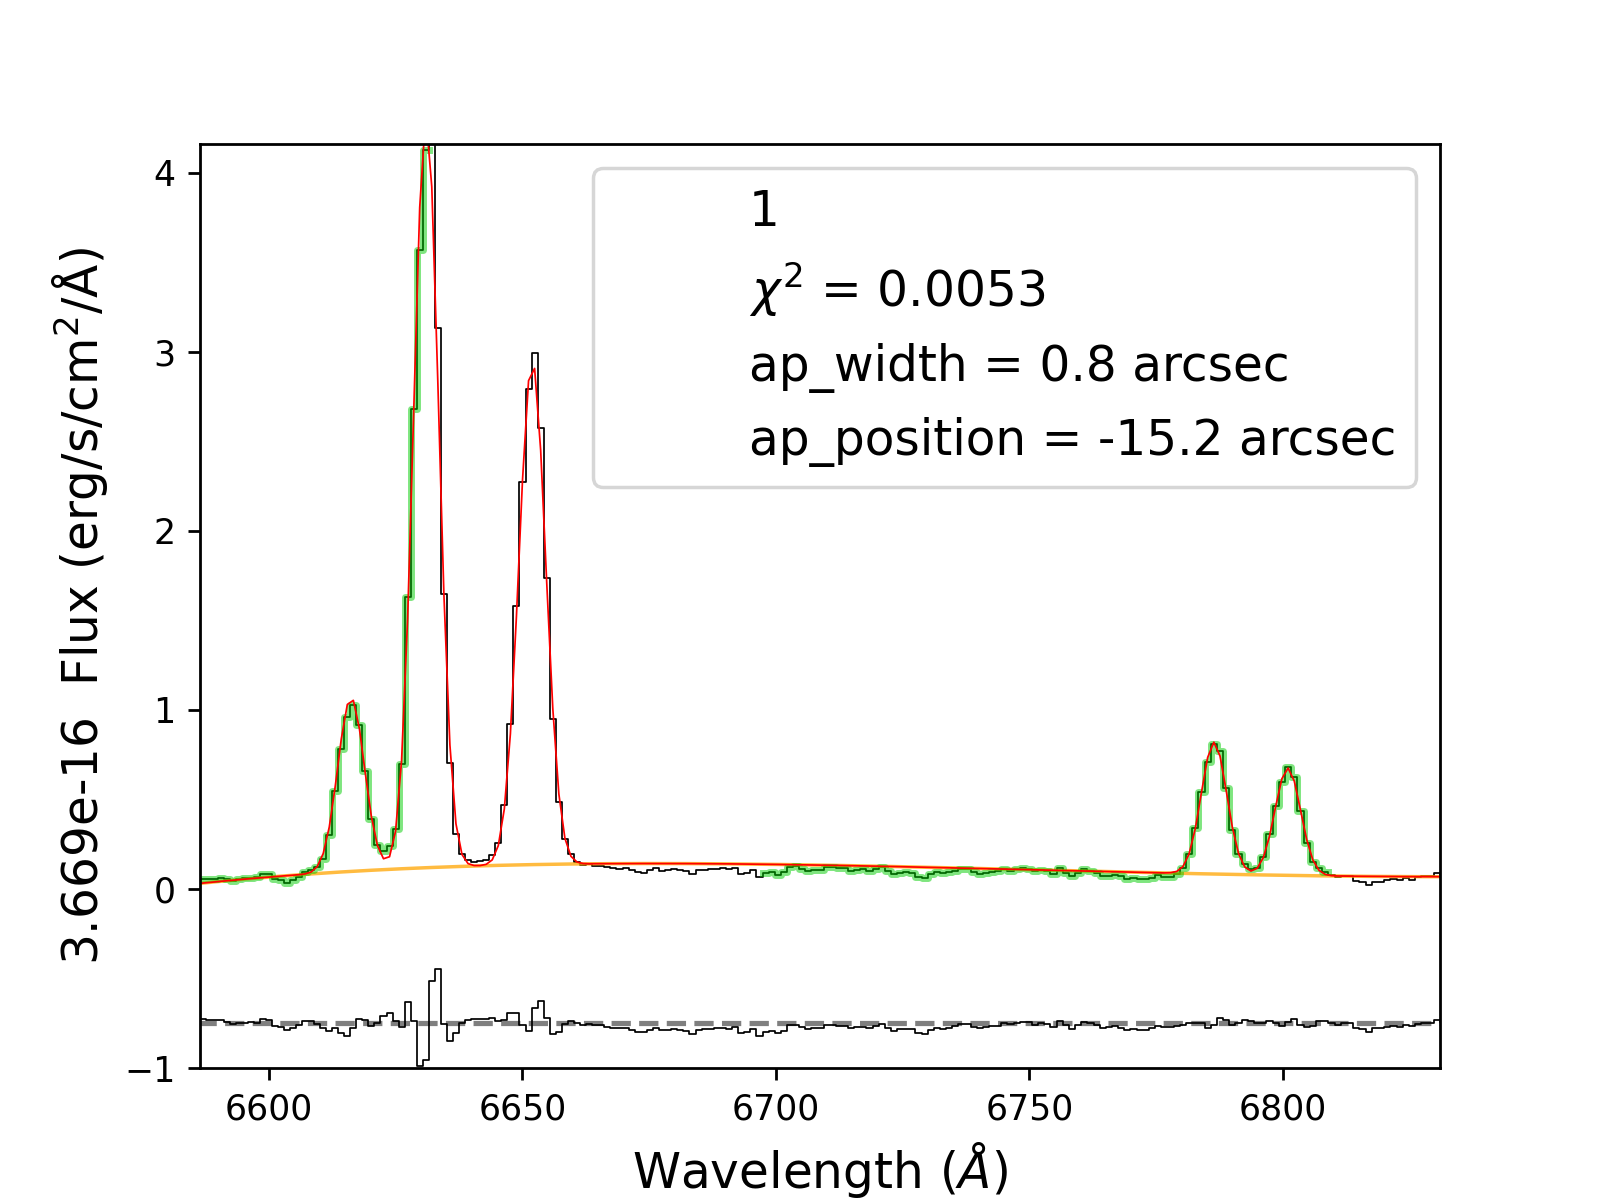 1
χ² = 0.0053
ap_width = 0.8 arcsec
ap_position = -15.2 arcsec
3.669e-16 Flux (erg/s/cm²/Å)
4
3
2
1
0
−1
6600 6650 6700 6750 6800
Wavelength (Å)